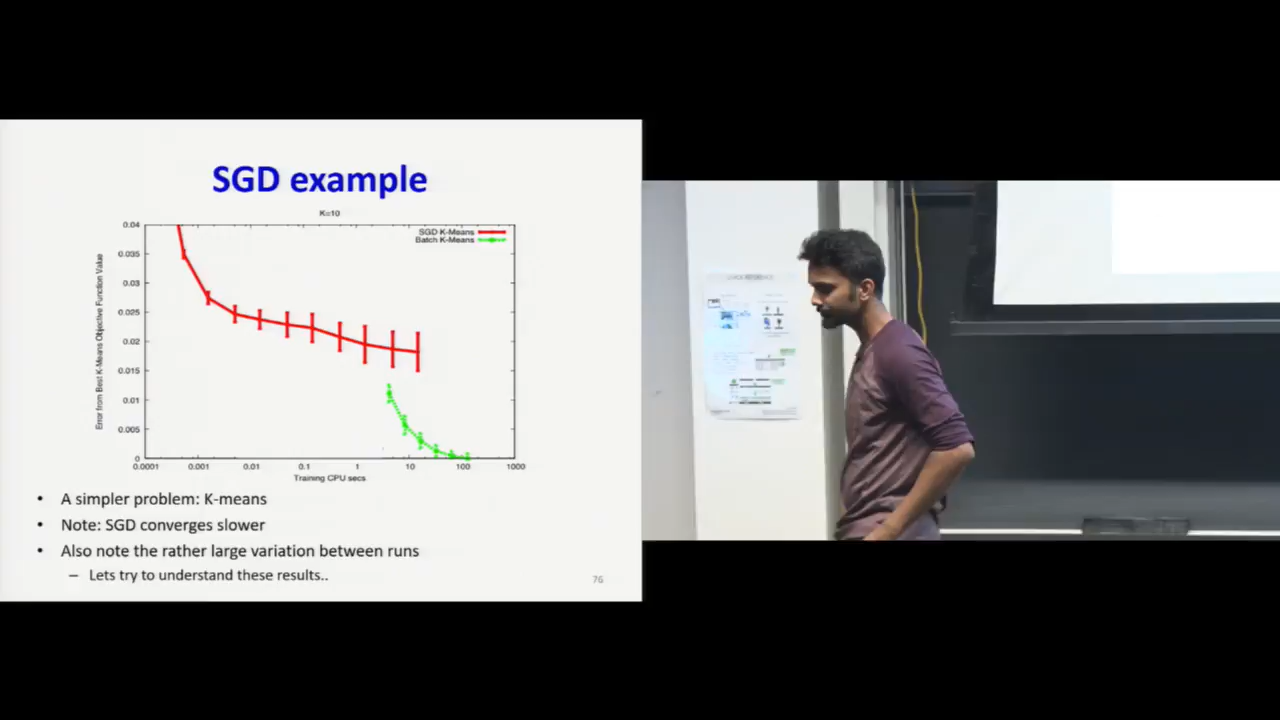 SGD example
K=10
SGD K-Means
Batch K-Means
Error from Best K-Means Objective Function Value
0.04
0.035
0.03
0.025
0.02
0.015
0.01
0.005
0
0.0001 0.001 0.01 0.1 1 10 100 1000
Training CPU secs
• A simpler problem: K-means
• Note: SGD converges slower
• Also note the rather large variation between runs
– Lets try to understand these results..
76